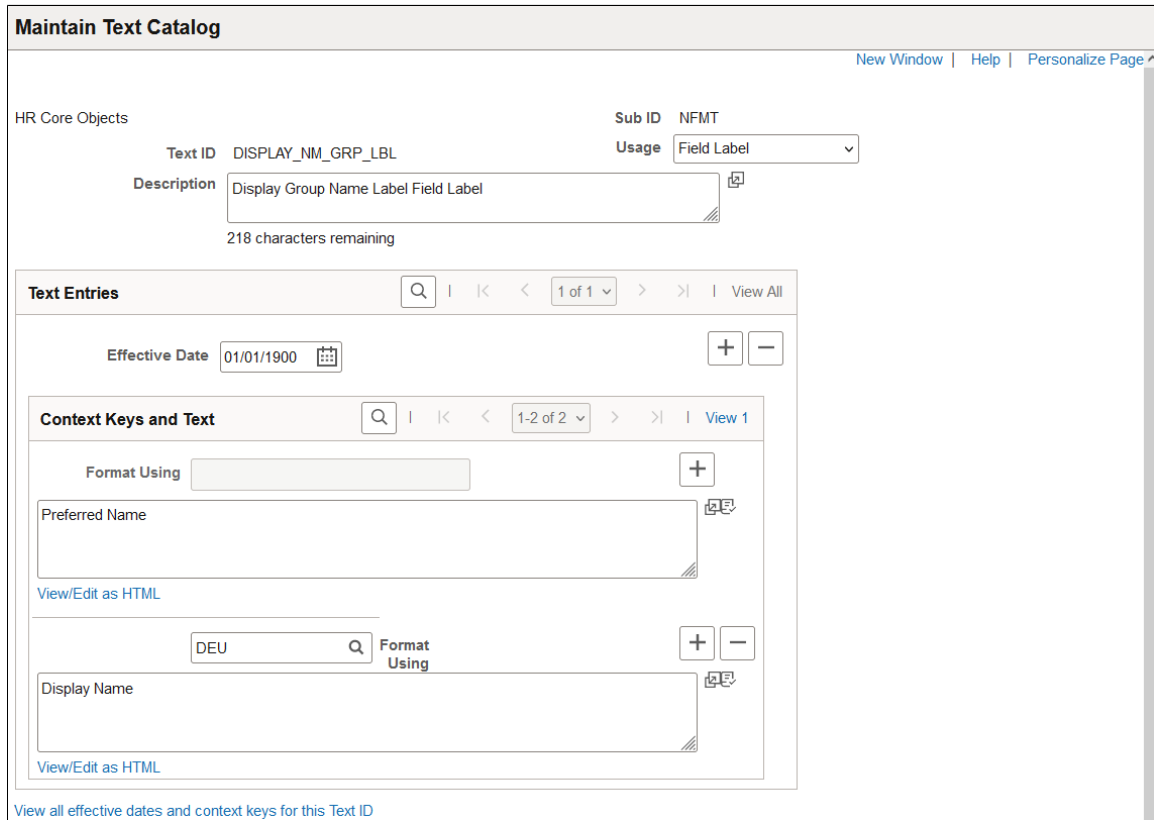 Maintain Text Catalog
New Window | Help | Personalize Page
HR Core Objects
Sub ID NFMT
Text ID DISPLAY_NM_GRP_LBL
Usage Field Label
Description Display Group Name Label Field Label
218 characters remaining
Text Entries 1 of 1 | View All
Effective Date 01/01/1900
Context Keys and Text 1-2 of 2 | View 1
Format Using
Preferred Name
View/Edit as HTML
DEU Format
Using
Display Name
View/Edit as HTML
View all effective dates and context keys for this Text ID